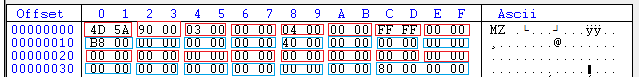 Offset 0 1 2 3 4 5 6 7 8 9 A B C D E F Ascii
00000000 4D 5A 90 00 03 00 00 00 04 00 00 00 FF FF 00 00 MZ . └ . . . ┘ . . . ÿÿ . .
00000010 B8 00 00 00 00 00 00 00 40 00 00 00 00 00 00 00 ¸ . . . . . . . @ . . . . . . .
00000020 00 00 00 00 00 00 00 00 00 00 00 00 00 00 00 00 . . . . . . . . . . . . . . . .
00000030 00 00 00 00 00 00 00 00 00 00 00 00 80 00 00 00